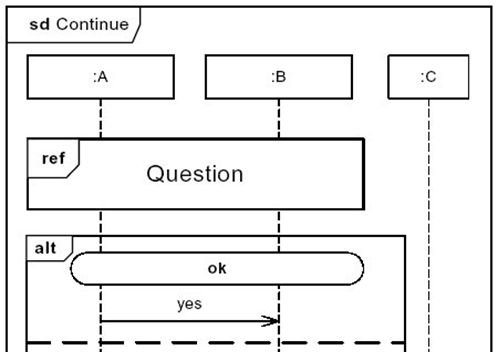 sd Continue
:A :B :C
ref
Question
alt
ok
yes